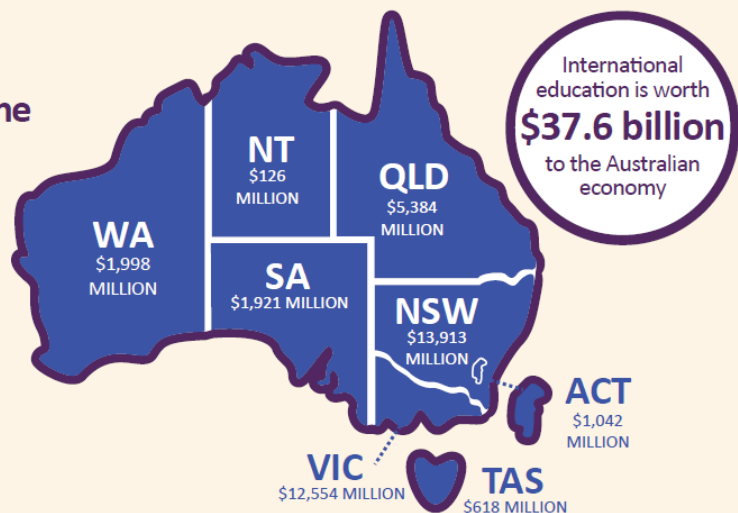 International
education is worth
$37.6 billion
to the Australian
economy
NT
$126
MILLION
QLD
$5,384
MILLION
WA
$1,998
MILLION
SA
$1,921 MILLION
NSW
$13,913
MILLION
ACT
$1,042
MILLION
VIC
$12,554 MILLION
TAS
$618 MILLION